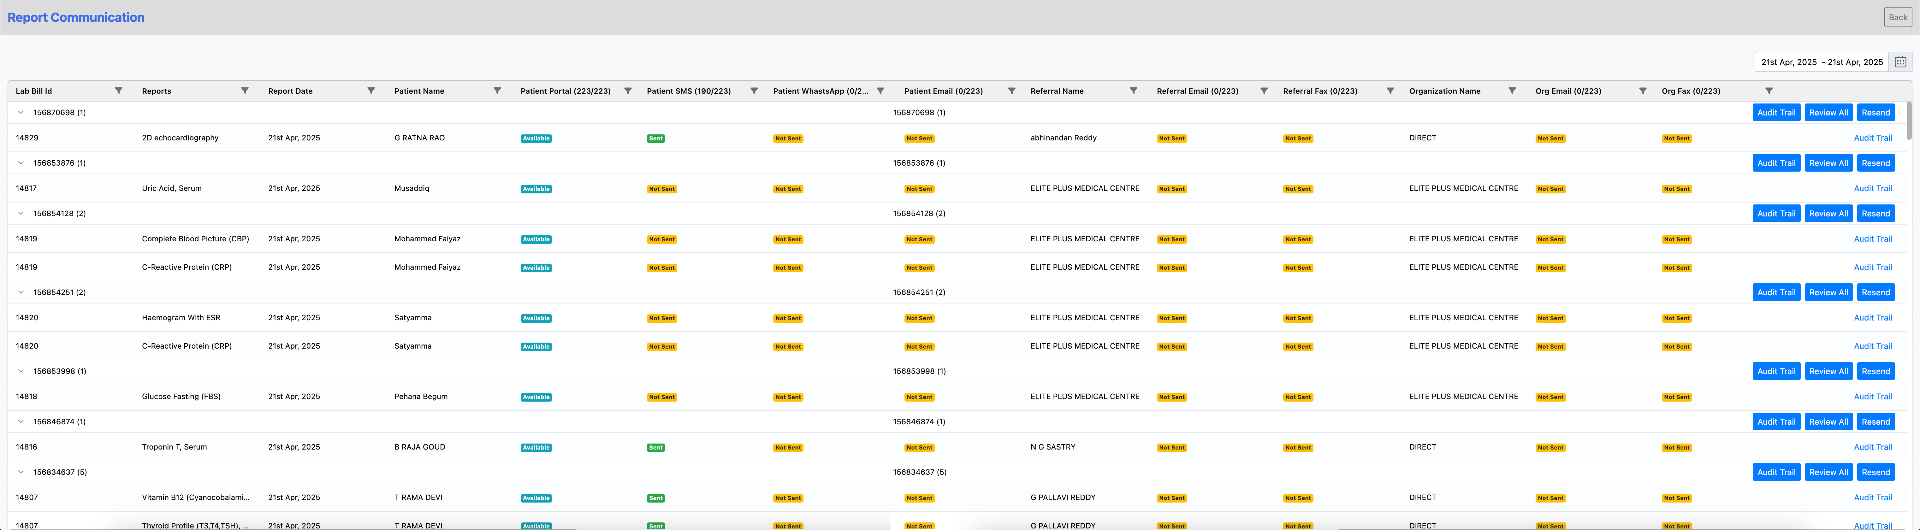 Report Communication Back
21st Apr, 2025 - 21st Apr, 2025
Lab Bill Id Reports Report Date Patient Name Patient Portal (223/223) Patient SMS (190/223) Patient WhastsApp (0/2... Patient Email (0/223) Referral Name Referral Email (0/223) Referral Fax (0/223) Organization Name Org Email (0/223) Org Fax (0/223)
156870698 (1) 156870698 (1) Audit Trail Review All Resend
14829 2D echocardiography 21st Apr, 2025 G RATNA RAO Available Sent Not Sent Not Sent abhinandan Reddy Not Sent Not Sent DIRECT Not Sent Not Sent Audit Trail
156853876 (1) 156853876 (1) Audit Trail Review All Resend
14817 Uric Acid, Serum 21st Apr, 2025 Musaddiq Available Not Sent Not Sent Not Sent ELITE PLUS MEDICAL CENTRE Not Sent Not Sent ELITE PLUS MEDICAL CENTRE Not Sent Not Sent Audit Trail
156854128 (2) 156854128 (2) Audit Trail Review All Resend
14819 Complete Blood Picture (CBP) 21st Apr, 2025 Mohammed Faiyaz Available Not Sent Not Sent Not Sent ELITE PLUS MEDICAL CENTRE Not Sent Not Sent ELITE PLUS MEDICAL CENTRE Not Sent Not Sent Audit Trail
14819 C-Reactive Protein (CRP) 21st Apr, 2025 Mohammed Faiyaz Available Not Sent Not Sent Not Sent ELITE PLUS MEDICAL CENTRE Not Sent Not Sent ELITE PLUS MEDICAL CENTRE Not Sent Not Sent Audit Trail
156854251 (2) 156854251 (2) Audit Trail Review All Resend
14820 Haemogram With ESR 21st Apr, 2025 Satyamma Available Not Sent Not Sent Not Sent ELITE PLUS MEDICAL CENTRE Not Sent Not Sent ELITE PLUS MEDICAL CENTRE Not Sent Not Sent Audit Trail
14820 C-Reactive Protein (CRP) 21st Apr, 2025 Satyamma Available Not Sent Not Sent Not Sent ELITE PLUS MEDICAL CENTRE Not Sent Not Sent ELITE PLUS MEDICAL CENTRE Not Sent Not Sent Audit Trail
156853998 (1) 156853998 (1) Audit Trail Review All Resend
14818 Glucose Fasting (FBS) 21st Apr, 2025 Pehana Begum Available Not Sent Not Sent Not Sent ELITE PLUS MEDICAL CENTRE Not Sent Not Sent ELITE PLUS MEDICAL CENTRE Not Sent Not Sent Audit Trail
156846874 (1) 156846874 (1) Audit Trail Review All Resend
14816 Troponin T, Serum 21st Apr, 2025 B RAJA GOUD Available Sent Not Sent Not Sent N G SASTRY Not Sent Not Sent DIRECT Not Sent Not Sent Audit Trail
156834637 (5) 156834637 (5) Audit Trail Review All Resend
14807 Vitamin B12 (Cyanocobalami... 21st Apr, 2025 T RAMA DEVI Available Sent Not Sent Not Sent G PALLAVI REDDY Not Sent Not Sent DIRECT Not Sent Not Sent Audit Trail
14807 Thyroid Profile (T3,T4,TSH), ... 21st Apr, 2025 T RAMA DEVI Available Sent Not Sent Not Sent G PALLAVI REDDY Not Sent Not Sent DIRECT Not Sent Not Sent Audit Trail